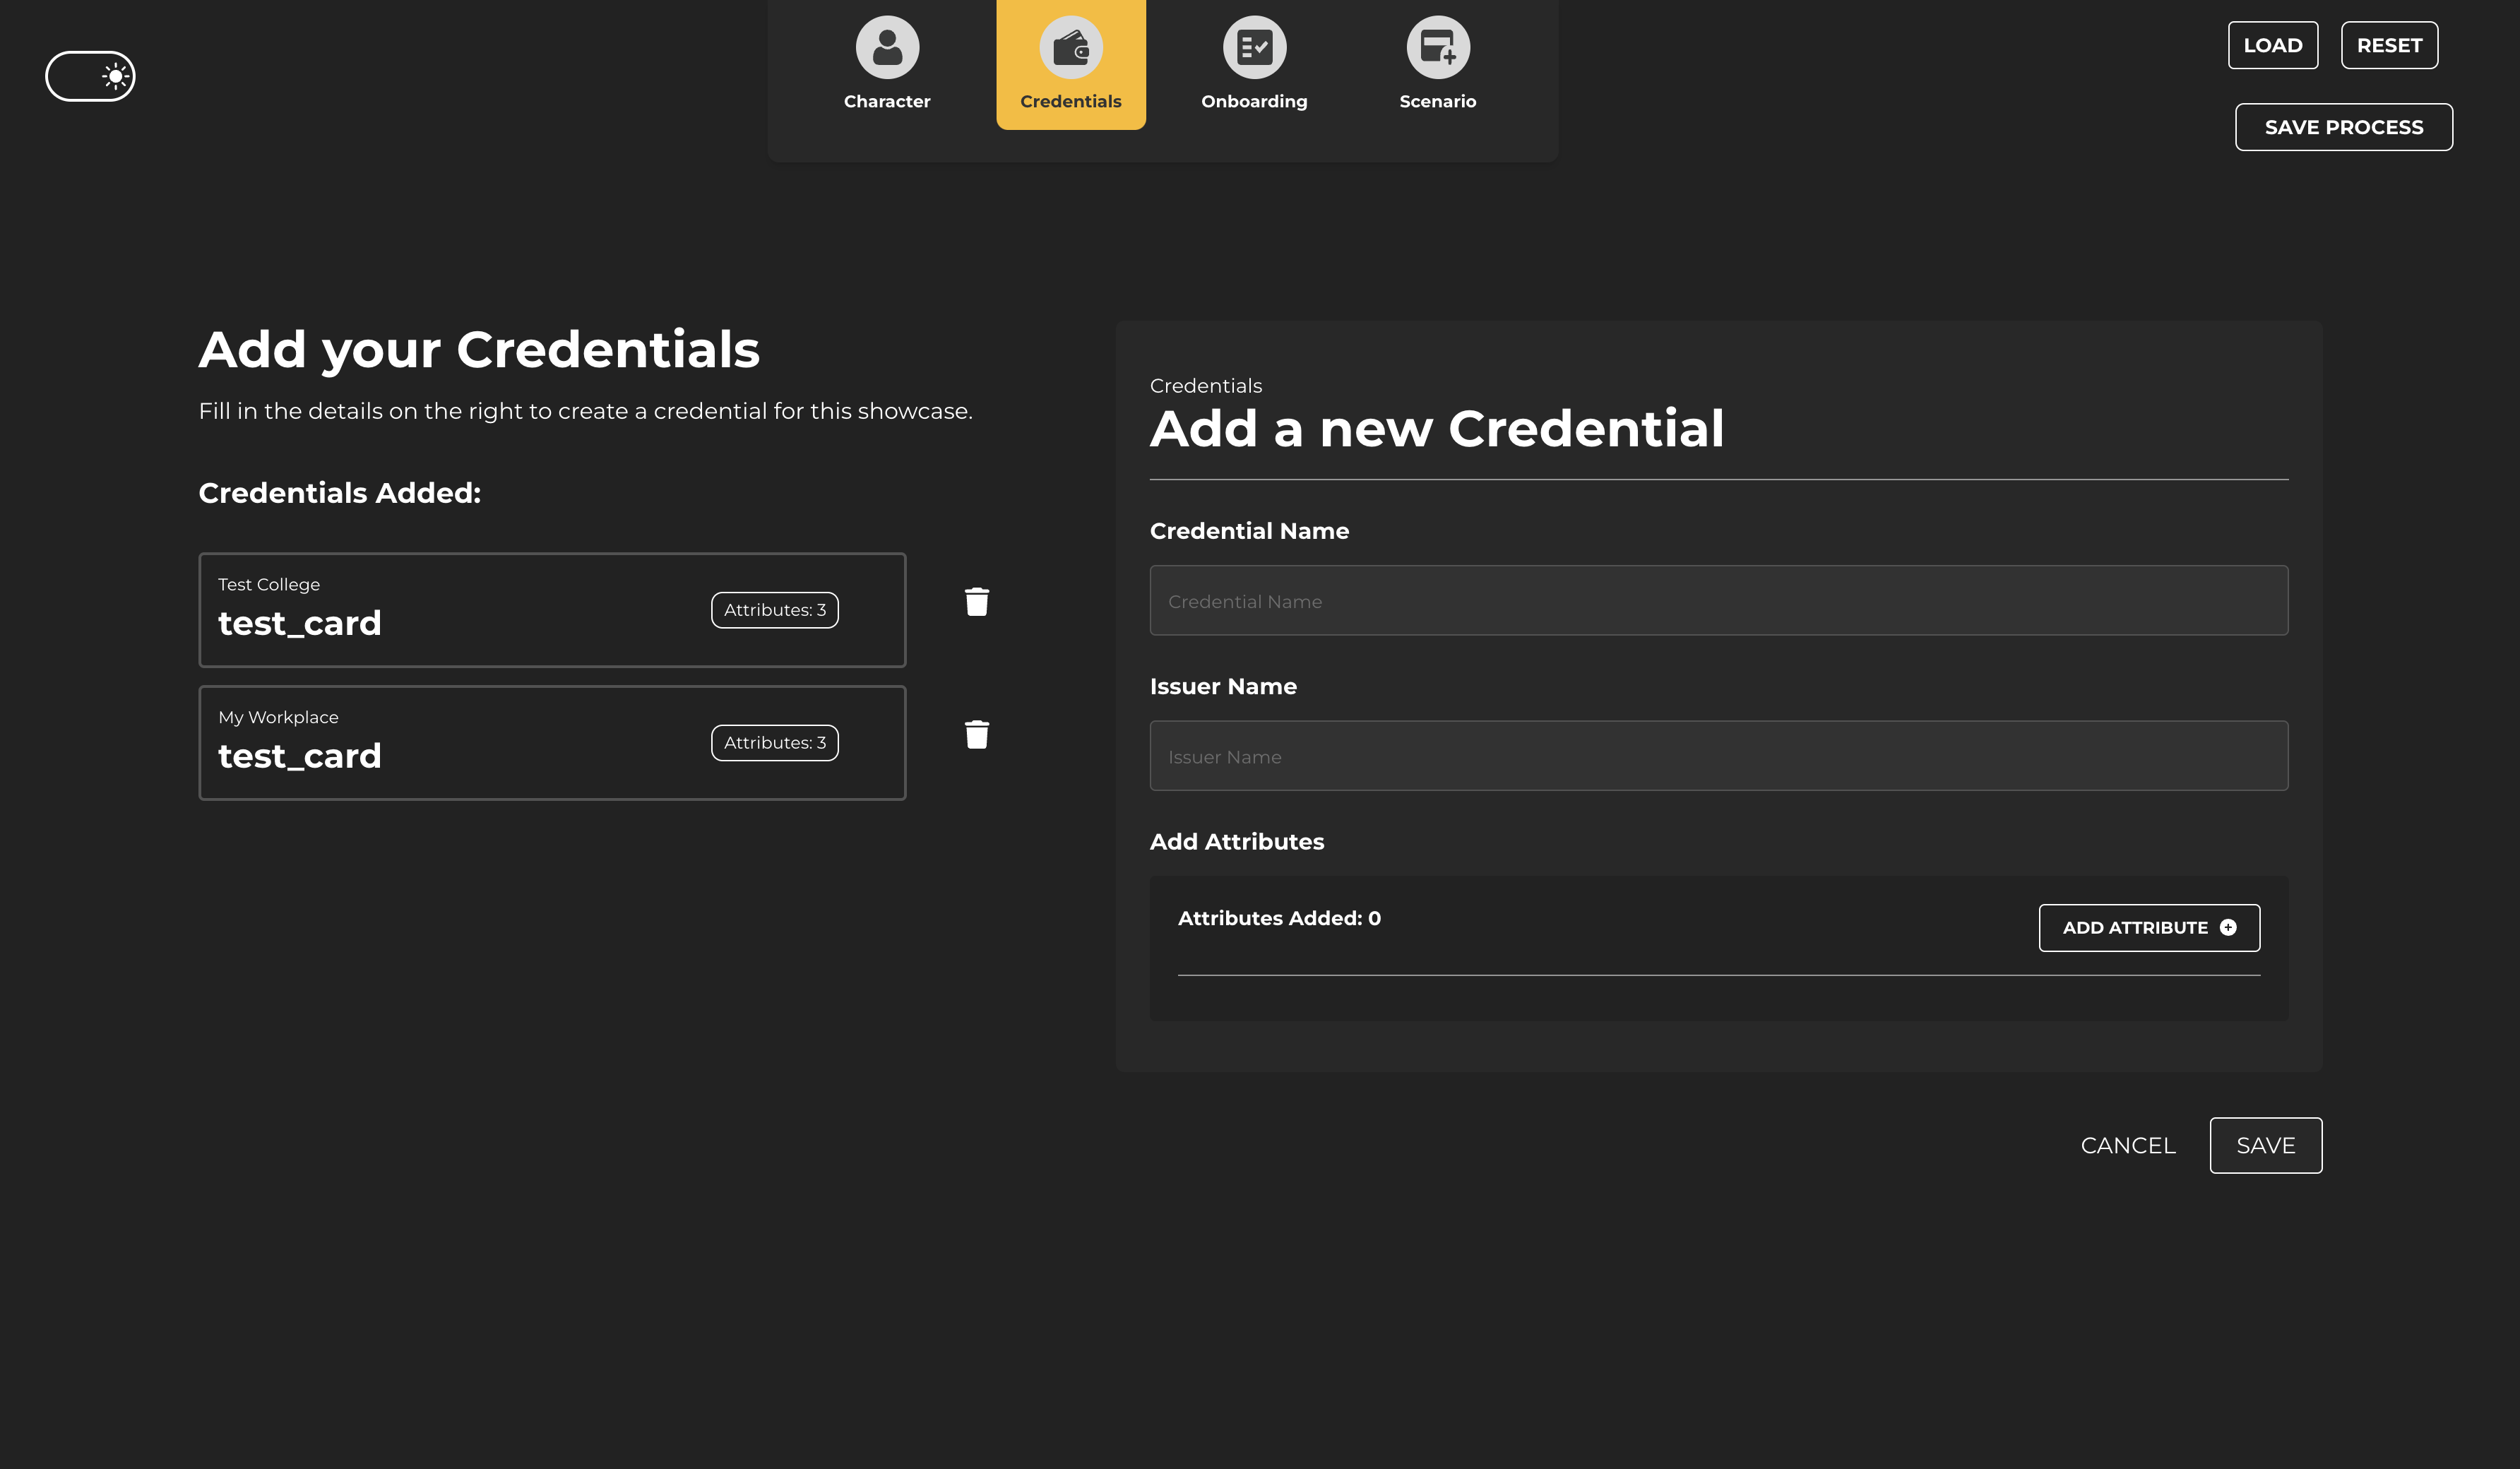 Character
Credentials
Onboarding
Scenario
LOAD
RESET
SAVE PROCESS
Add your Credentials
Fill in the details on the right to create a credential for this showcase.
Credentials Added:
Test College
test_card
Attributes: 3
My Workplace
test_card
Attributes: 3
Credentials
Add a new Credential
Credential Name
Credential Name
Issuer Name
Issuer Name
Add Attributes
Attributes Added: 0
ADD ATTRIBUTE
CANCEL
SAVE